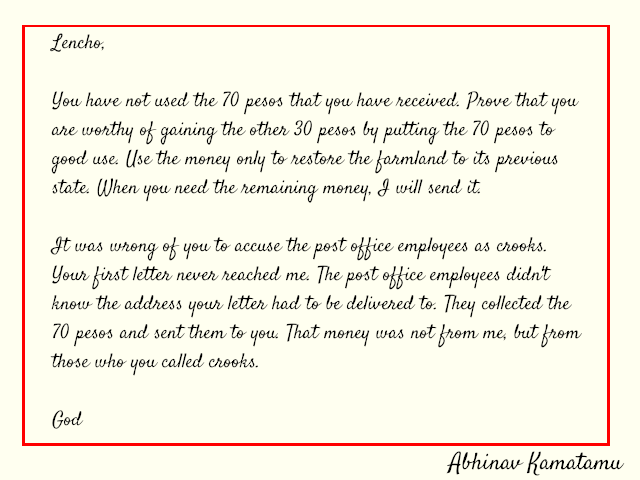 Lencho,
You have not used the 70 pesos that you have received. Prove that you
are worthy of gaining the other 30 pesos by putting the 70 pesos to
good use. Use the money only to restore the farmland to its previous
state. When you need the remaining money, I will send it.
It was wrong of you to accuse the post office employees as crooks.
Your first letter never reached me. The post office employees didn't
know the address your letter had to be delivered to. They collected the
70 pesos and sent them to you. That money was not from me, but from
those who you called crooks.
God
Abhinav Kamatamu